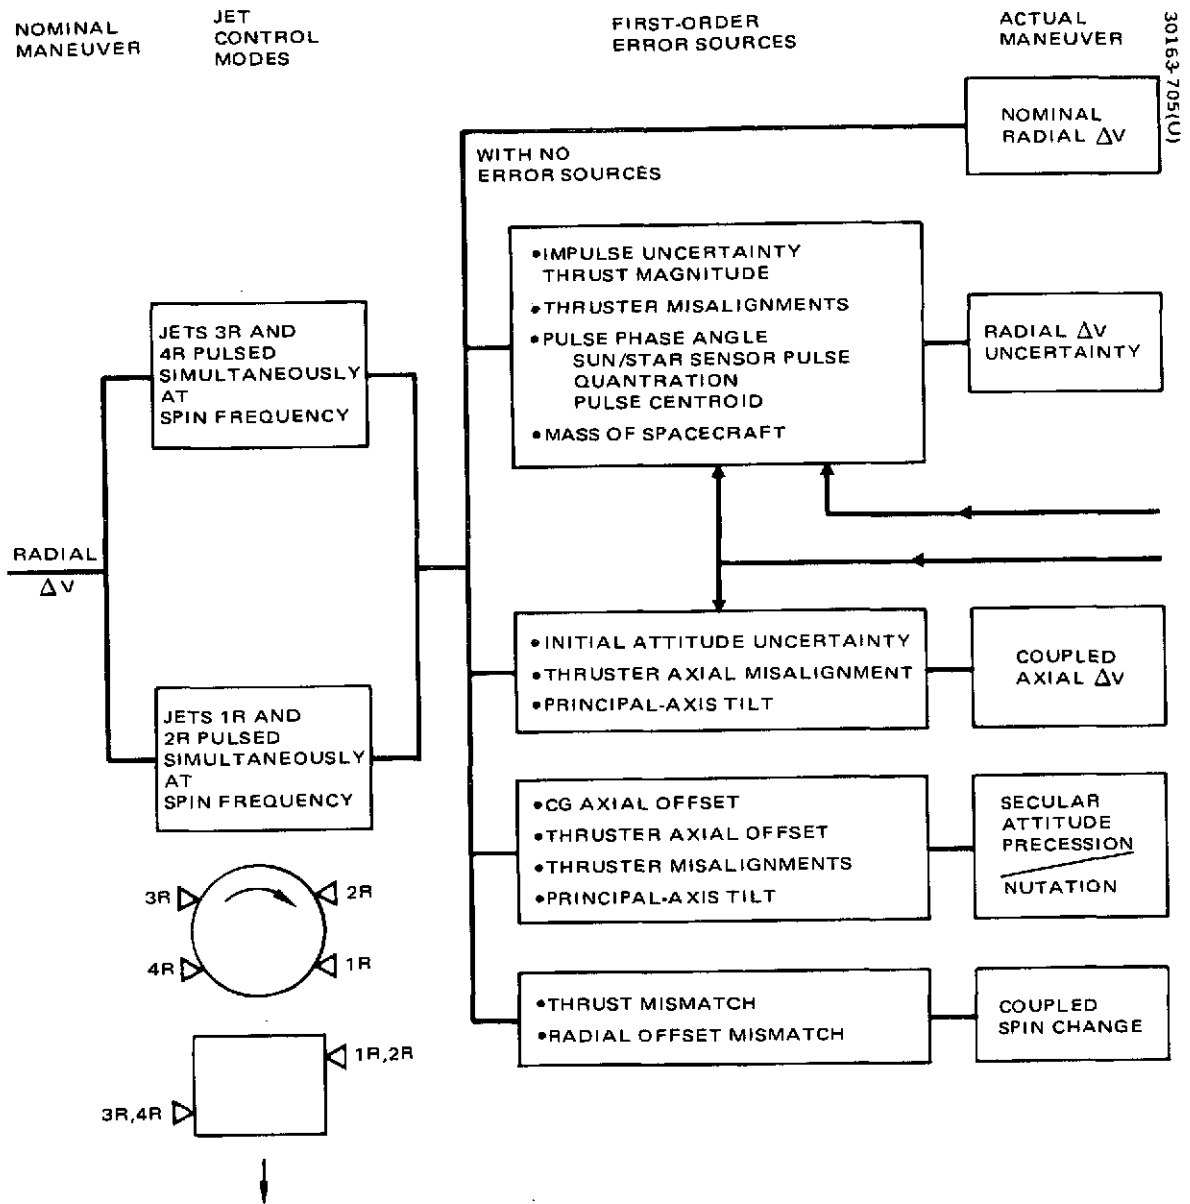 NOMINAL
MANEUVER
JET
CONTROL
MODES
FIRST-ORDER
ERROR SOURCES
ACTUAL
MANEUVER
30163-705(U)
WITH NO
ERROR SOURCES
NOMINAL
RADIAL ΔV
•IMPULSE UNCERTAINTY
THRUST MAGNITUDE
•THRUSTER MISALIGNMENTS
•PULSE PHASE ANGLE
SUN/STAR SENSOR PULSE
QUANTRATION
PULSE CENTROID
•MASS OF SPACECRAFT
RADIAL ΔV
UNCERTAINTY
JETS 3R AND
4R PULSED
SIMULTANEOUSLY
AT
SPIN FREQUENCY
RADIAL
ΔV
•INITIAL ATTITUDE UNCERTAINTY
•THRUSTER AXIAL MISALIGNMENT
•PRINCIPAL-AXIS TILT
COUPLED
AXIAL ΔV
JETS 1R AND
2R PULSED
SIMULTANEOUSLY
AT
SPIN FREQUENCY
•CG AXIAL OFFSET
•THRUSTER AXIAL OFFSET
•THRUSTER MISALIGNMENTS
•PRINCIPAL-AXIS TILT
SECULAR
ATTITUDE
PRECESSION
NUTATION
3R
2R
4R
1R
•THRUST MISMATCH
•RADIAL OFFSET MISMATCH
COUPLED
SPIN CHANGE
1R,2R
3R,4R